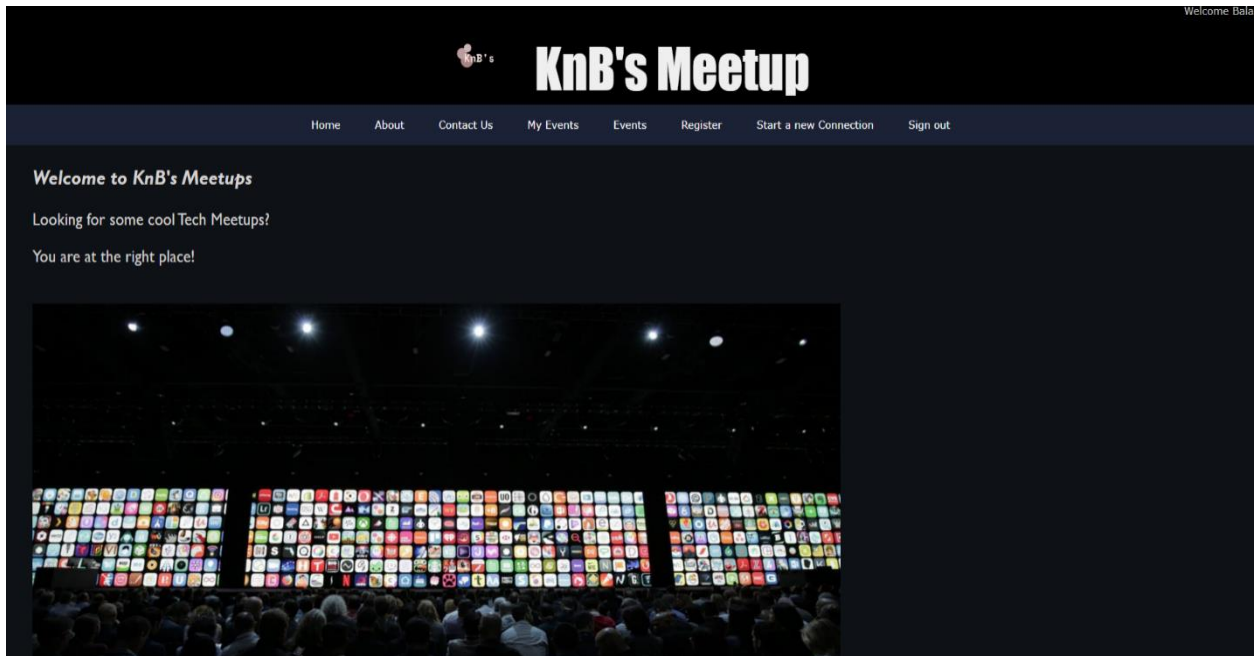 Welcome Bala
KnB's
KnB's Meetup
Home About Contact Us My Events Events Register Start a new Connection Sign out
Welcome to KnB's Meetups
Looking for some cool Tech Meetups?
You are at the right place!